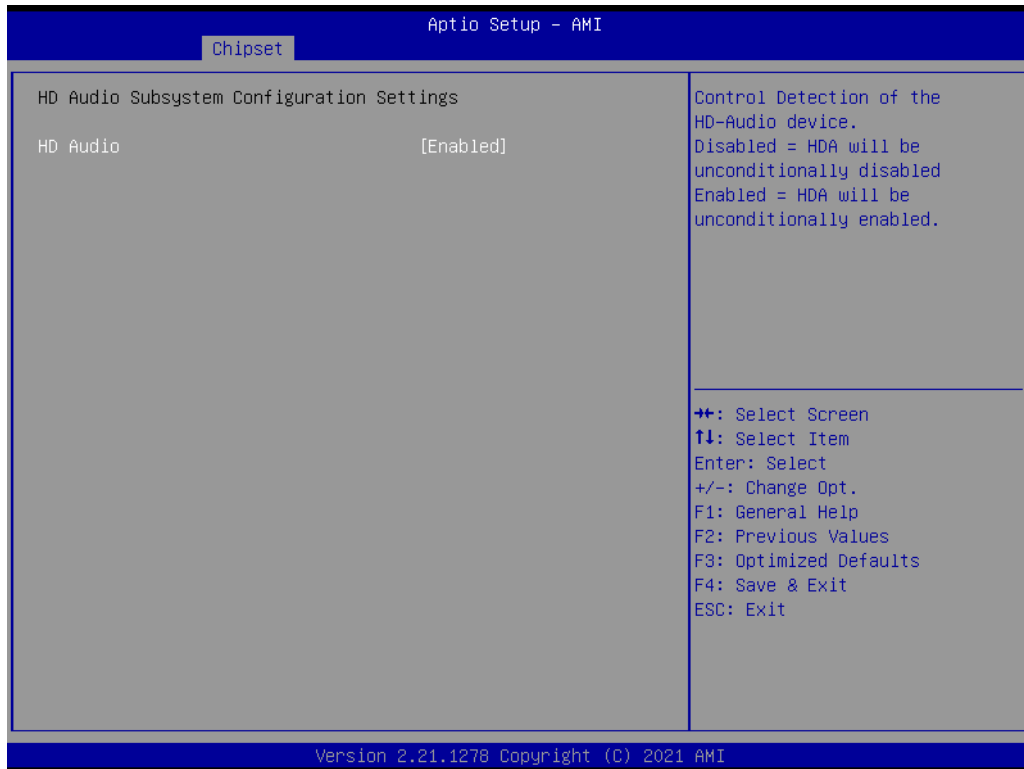 Aptio Setup – AMI
Chipset
HD Audio Subsystem Configuration Settings
HD Audio [Enabled]
Control Detection of the
HD-Audio device.
Disabled = HDA will be
unconditionally disabled
Enabled = HDA will be
unconditionally enabled.
→←: Select Screen
↑↓: Select Item
Enter: Select
+/-: Change Opt.
F1: General Help
F2: Previous Values
F3: Optimized Defaults
F4: Save & Exit
ESC: Exit
Version 2.21.1278 Copyright (C) 2021 AMI